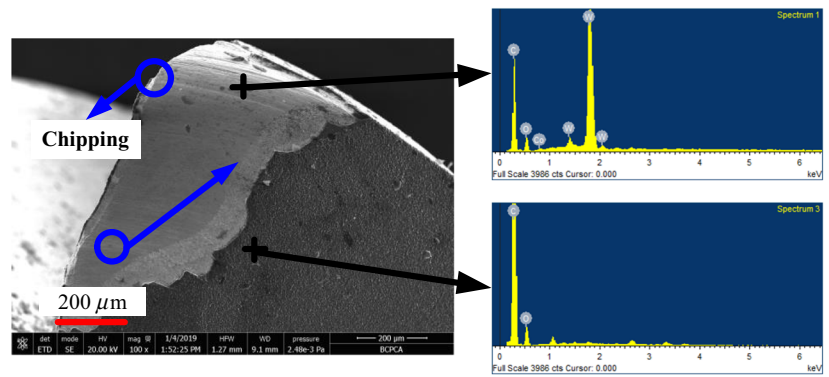 Chipping
200 μm
det mode HV mag WD HFW pressure
ETD SE 20.00 kV 100 x 1/4/2019 1:52:25 PM 1.27 mm 9.1 mm 2.48e-3 Pa
200 μm
BCPCA
Spectrum 1
C
O
Co
W
W
W
0 1 2 3 4 5 6
Full Scale 3986 cts Cursor: 0.000 keV
Spectrum 3
C
O
0 1 2 3 4 5 6
Full Scale 3986 cts Cursor: 0.000 keV